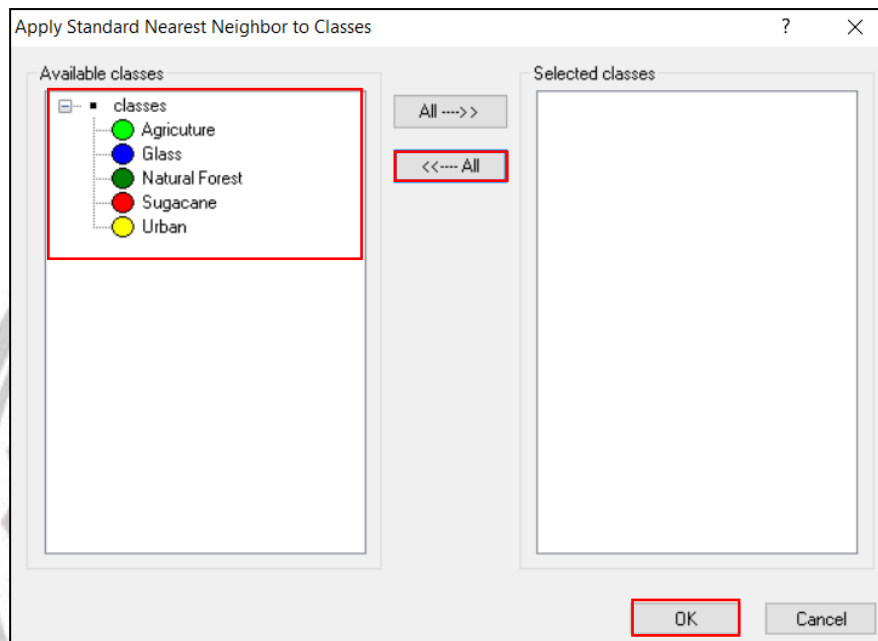 Apply Standard Nearest Neighbor to Classes ?
Available classes
classes
Agricuture
Glass
Natural Forest
Sugacane
Urban
All ---->>
<<---- All
Selected classes
OK
Cancel